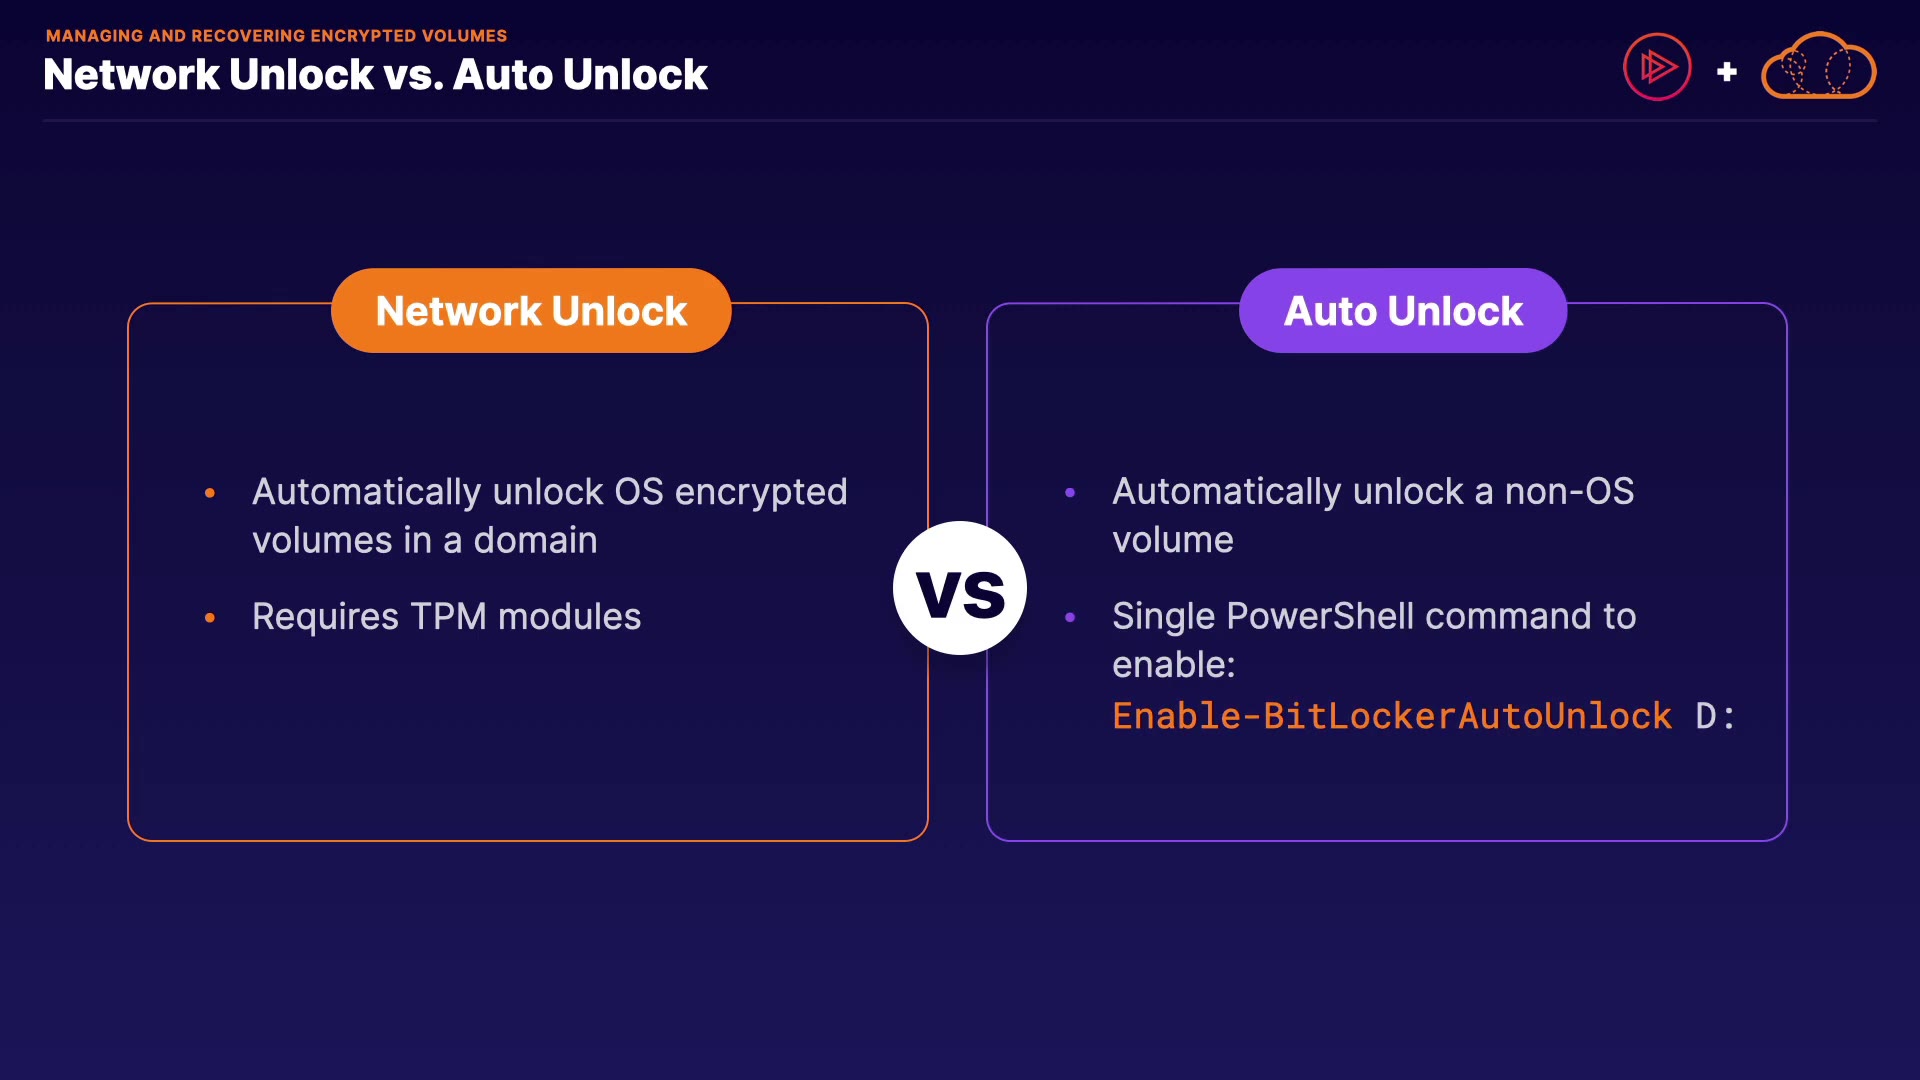 MANAGING AND RECOVERING ENCRYPTED VOLUMES
Network Unlock vs. Auto Unlock
+
Network Unlock
Automatically unlock OS encrypted
volumes in a domain
Requires TPM modules
vs
Auto Unlock
Automatically unlock a non-OS
volume
Single PowerShell command to
enable:
Enable-BitLockerAutoUnlock D: